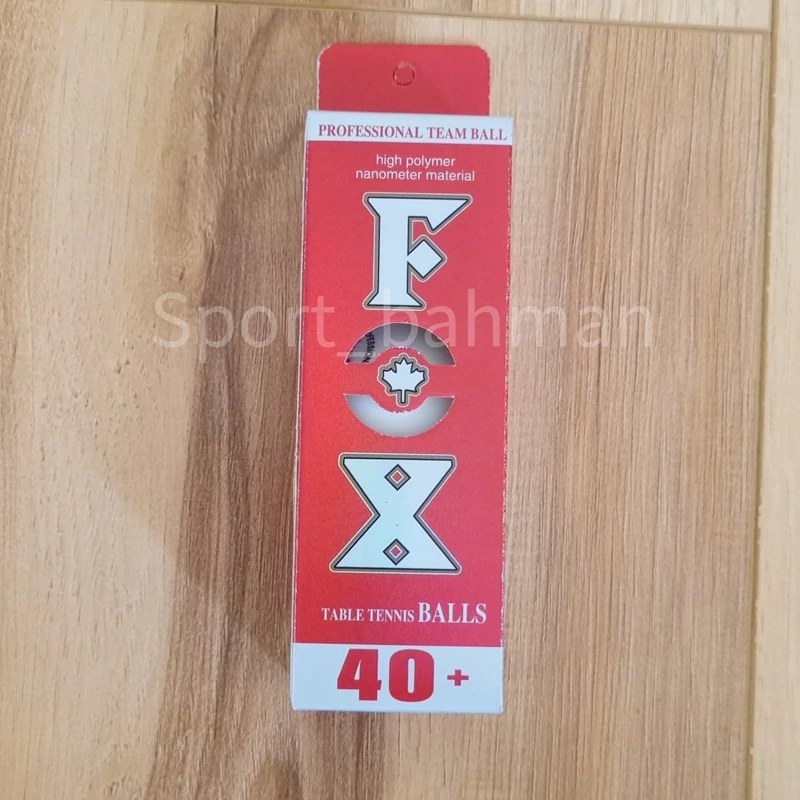 PROFESSIONAL TEAM BALL
high polymer
nanometer material
F
Sport_bahman
X
TABLE TENNIS BALLS
40+